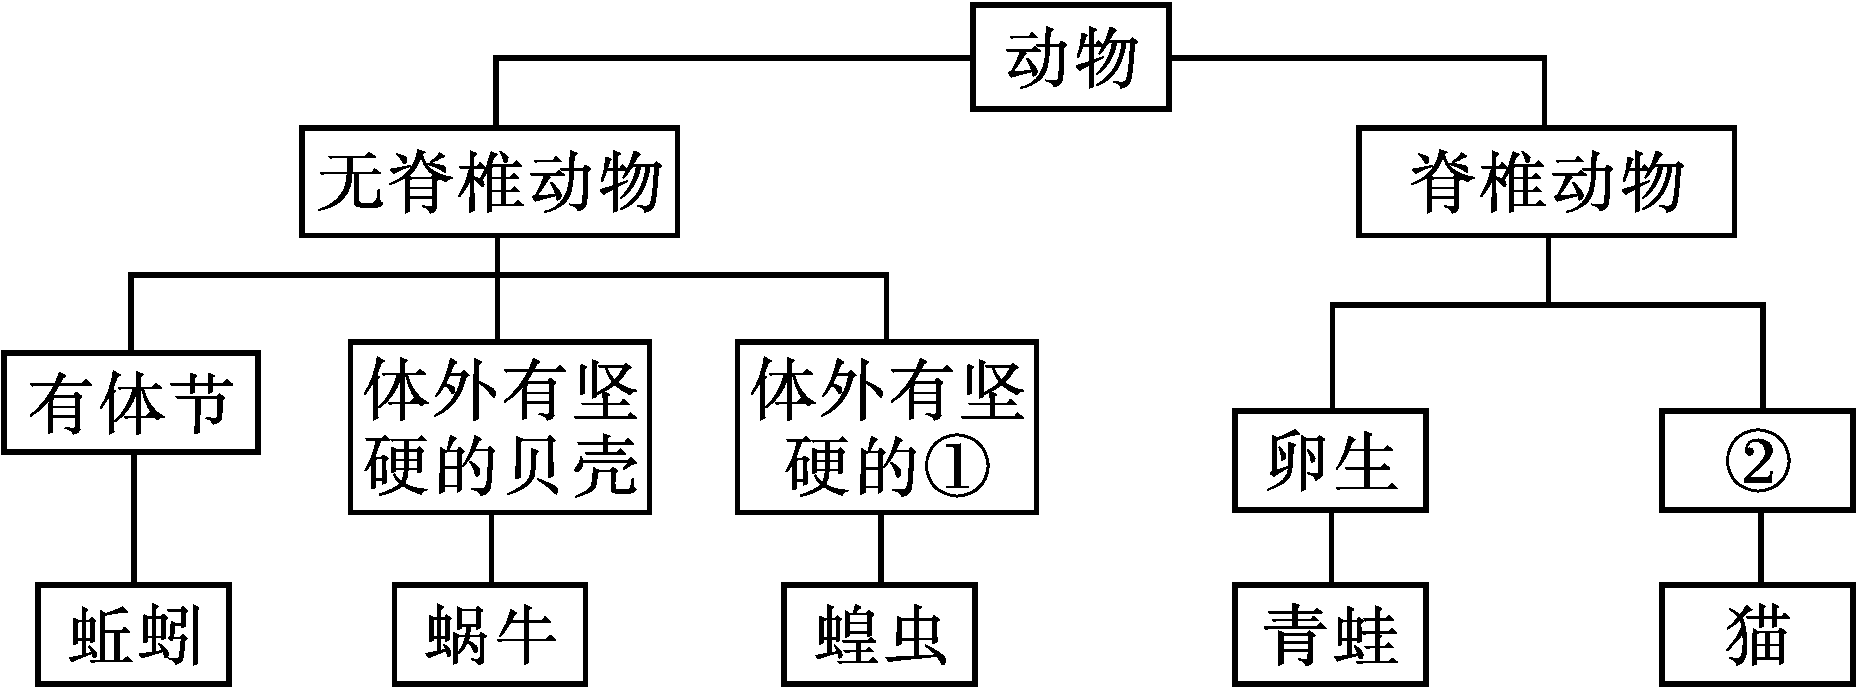 动物
无脊椎动物
脊椎动物
有体节
体外有坚
硬的贝壳
体外有坚
硬的①
卵生
②
蚯蚓
蜗牛
蝗虫
青蛙
猫